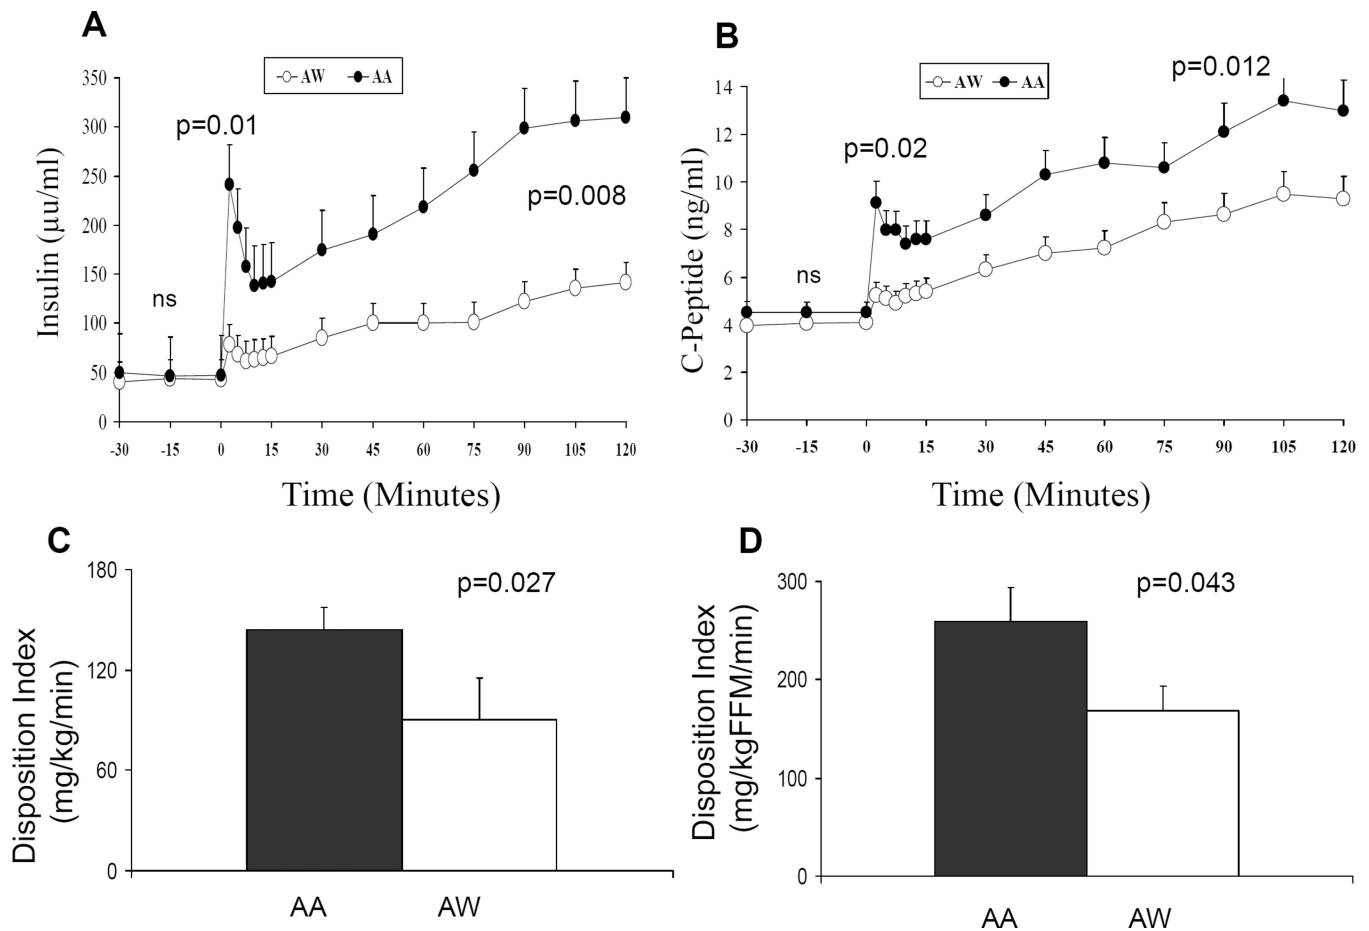 A
AW AA
350
300
250
200
150
100
50
0
Insulin (μu/ml)
p=0.01
p=0.008
ns
-30 -15 0 15 30 45 60 75 90 105 120
Time (Minutes)
B
AW AA
14
12
10
8
6
4
2
0
C-Peptide (ng/ml)
p=0.012
p=0.02
ns
-30 -15 0 15 30 45 60 75 90 105 120
Time (Minutes)
C
180
120
60
0
Disposition Index
(mg/kg/min)
p=0.027
AA AW
D
300
200
100
0
Disposition Index
(mg/kgFFM/min)
p=0.043
AA AW